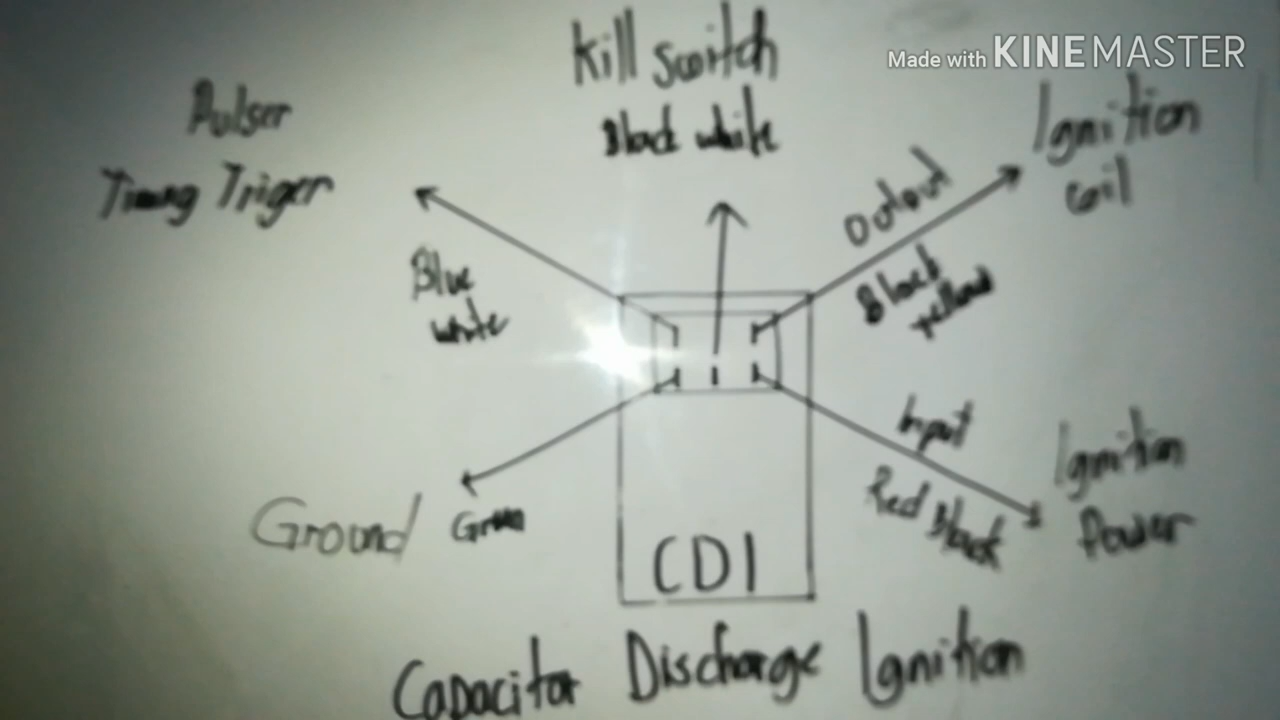 Made with KINEMASTER
Kill switch
Black white
Pulser
Timing Triger
Ignition
coil
Output
Black
yellow
Blue
white
Input
Red Black
Ignition
Power
Ground
Green
CDI
Capacitor Discharge Ignition